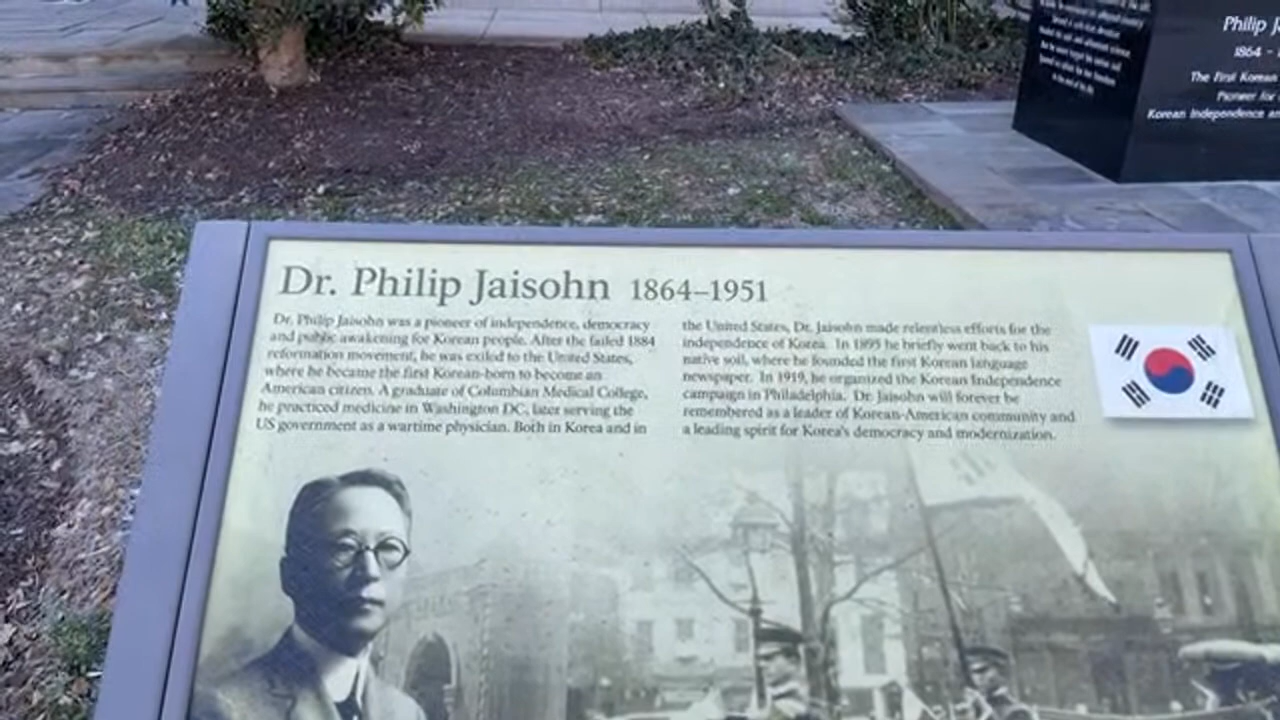 Philip
1864 -
The First Korean
Pioneer for
Korean Independence
Dr. Philip Jaisohn 1864–1951
Dr. Philip Jaisohn was a pioneer of independence, democracy
and public awakening for Korean people. After the failed 1884
reformation movement, he was exiled to the United States,
where he became the first Korean-born to become an
American citizen. A graduate of Columbian Medical College,
he practiced medicine in Washington DC, later serving the
US government as a wartime physician. Both in Korea and in
the United States, Dr. Jaisohn made relentless efforts for the
independence of Korea. In 1895 he briefly went back to his
native soil, where he founded the first Korean language
newspaper. In 1919, he organized the Korean Independence
campaign in Philadelphia. Dr. Jaisohn will forever be
remembered as a leader of Korean-American community and
a leading spirit for Korea's democracy and modernization.